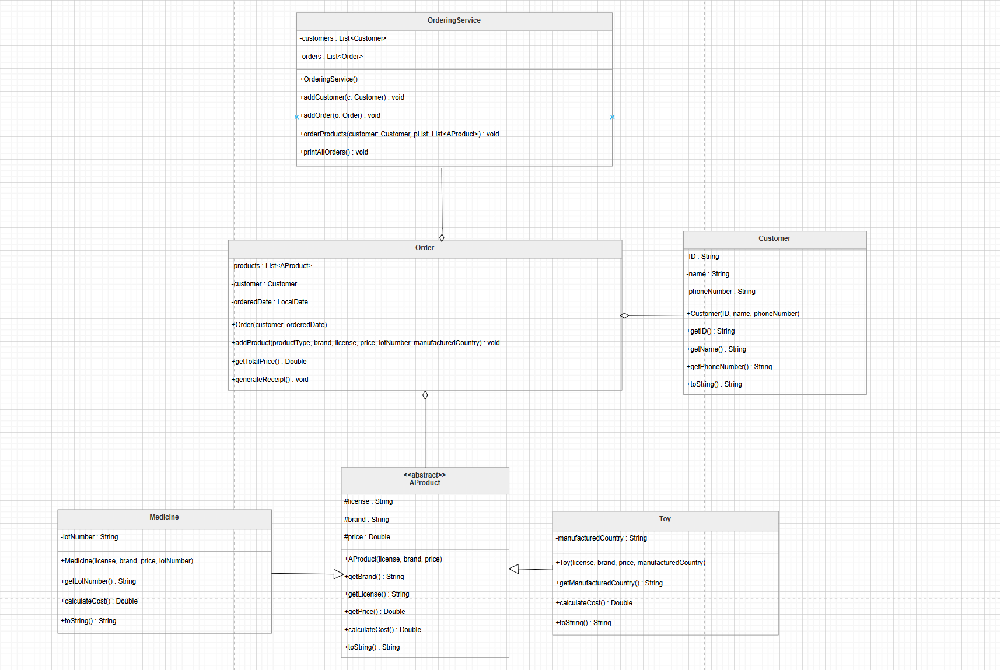 OrderingService
-customers : List<Customer>
-orders : List<Order>
+OrderingService()
+addCustomer(c: Customer) : void
+addOrder(o: Order) : void
+orderProducts(customer: Customer, pList: List<AProduct>) : void
+printAllOrders() : void
Order
-products : List<AProduct>
-customer : Customer
-orderedDate : LocalDate
+Order(customer, orderedDate)
+addProduct(productType, brand, license, price, lotNumber, manufacturedCountry) : void
+getTotalPrice() : Double
+generateReceipt() : void
Customer
-ID : String
-name : String
-phoneNumber : String
+Customer(ID, name, phoneNumber)
+getID() : String
+getName() : String
+getPhoneNumber() : String
+toString() : String
Medicine
-lotNumber : String
+Medicine(license, brand, price, lotNumber)
+getLotNumber() : String
+calculateCost() : Double
+toString() : String
<<abstract>>
AProduct
#license : String
#brand : String
#price : Double
+AProduct(license, brand, price)
+getBrand() : String
+getLicense() : String
+getPrice() : Double
+calculateCost() : Double
+toString() : String
Toy
-manufacturedCountry : String
+Toy(license, brand, price, manufacturedCountry)
+getManufacturedCountry() : String
+calculateCost() : Double
+toString() : String